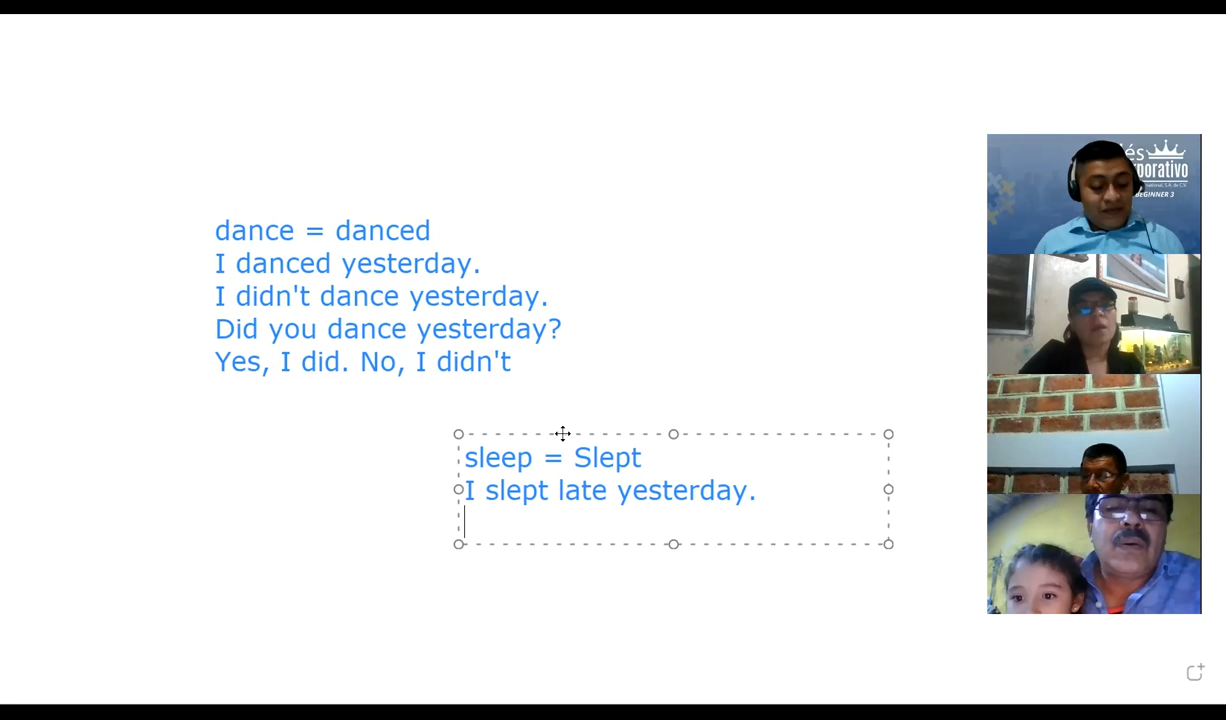 dance = danced
I danced yesterday.
I didn't dance yesterday.
Did you dance yesterday?
Yes, I did. No, I didn't
sleep = Slept
I slept late yesterday.
BEGINNER 3